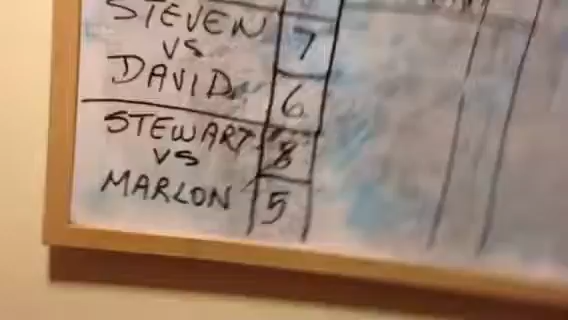 STEVEN 7
VS
DAVID 6
STEWART 8
VS
MARLON 5